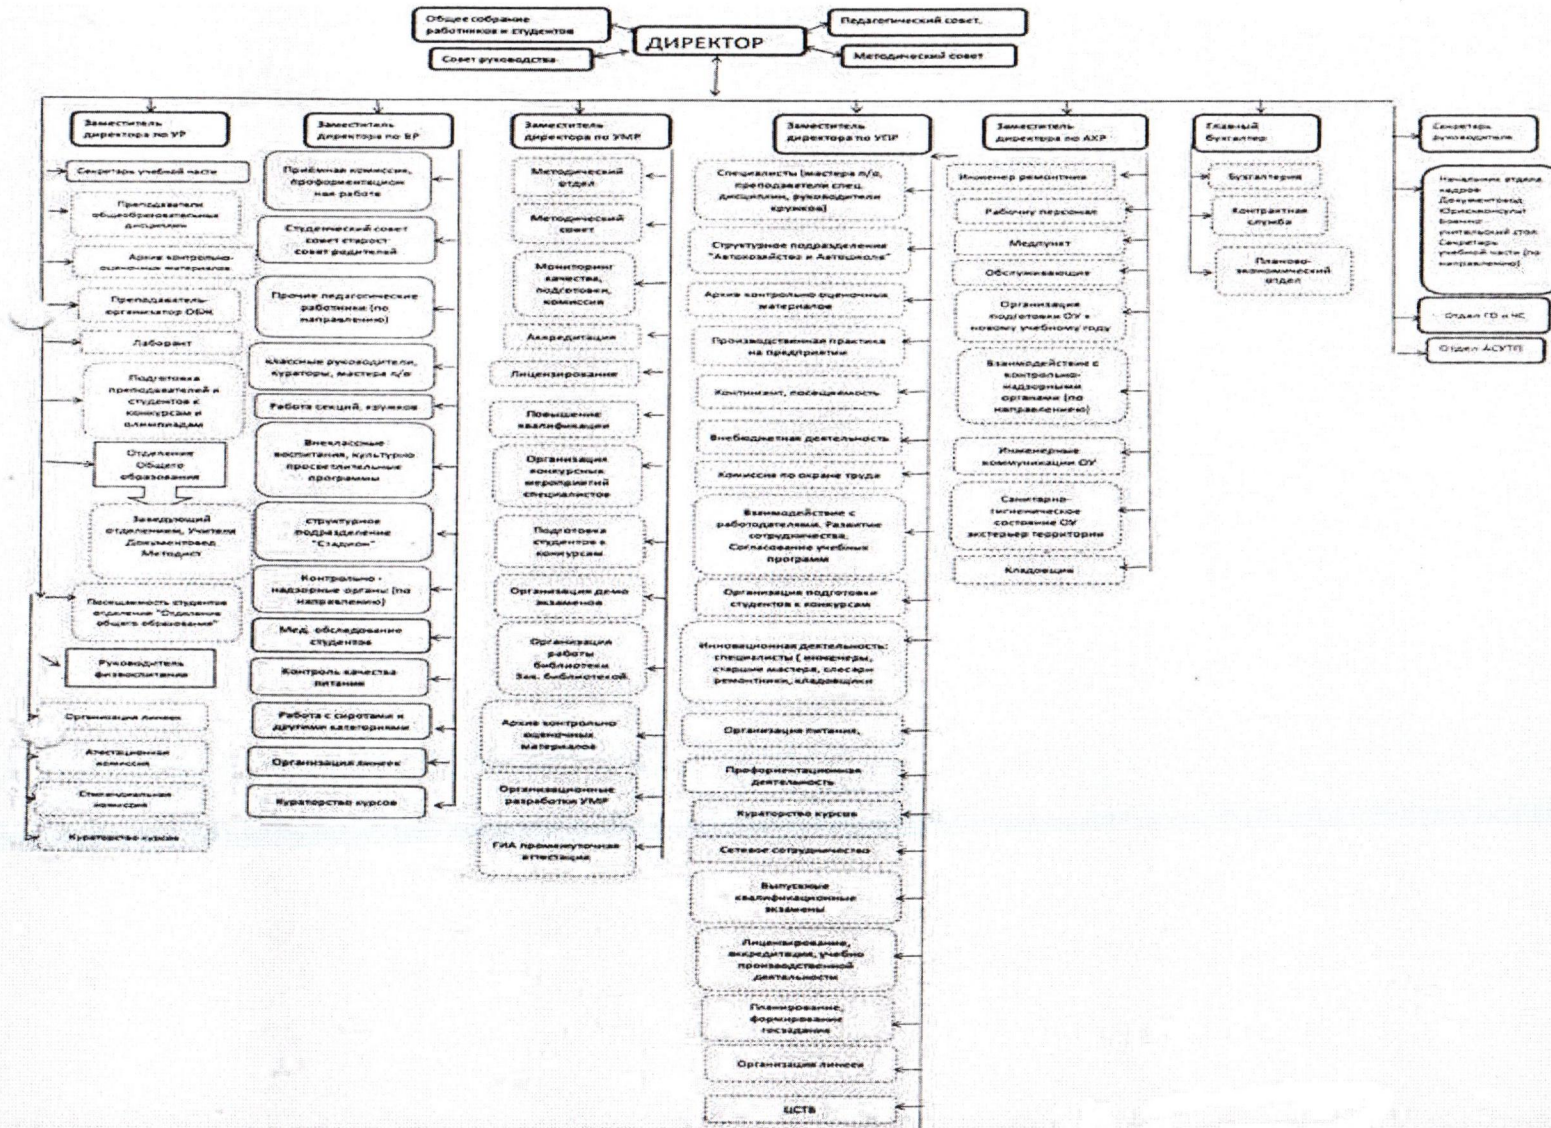 Общее собрание
работников и студентов
Совет руководства
ДИРЕКТОР
Педагогический совет.
Методический совет
Заместитель
директора по УР
Секретарь учебной части
Преподаватели
общеобразовательных
дисциплин
Архив контрольно-
оценочных материалов
Преподаватель-
организатор ОБЖ
Лаборант
Подготовка
преподавателей и
студентов к
конкурсам и
олимпиадам
Отделение
Общего
образования
Заведующий
отделением, Учителя
Документовед
Методист
Посещаемость студентов
отделения "Отделение
общего образования"
Руководитель
физвоспитания
Организация линеек
Атестационная
комиссия
Стипендиальная
комиссия
Кураторство курсов
Заместитель
директора по ВР
Приёмная комиссия,
профориентацион
ная работа
Студенческий совет
совет старост
совет родителей
Прочие педагогические
работники (по
направлению)
классные руководители,
кураторы, мастера п/о
Работа секций, кружков
Внеклассные
воспитания, культурно
просветлительные
программы
структурное
подразделение
"Стадион"
Контрольно -
надзорные органы (по
направлению)
Мед. обследование
студентов
Контроль качества
питания
Работа с сиротами и
другими категориями
Организация линеек
Кураторство курсов
Заместитель
директора по УМР
Методический
отдел
Методический
совет
Мониторинг
качества,
подготовки,
комиссия
Аккредитация
Лицензирование
Повышение
квалификации
Организация
конкурсных
мероприятий
специалистов
Подготовка
студентов к
конкурсам
Организация демо
экзаменов
Организация
работы
библиотеки
Зав. библиотекой
Архив контрольно
оценочных
материалов
Организационные
разработки УМР
ГИА промежуточная
аттестация
Заместитель
директора по УПР
Специалисты (мастера п/о,
преподаватели спец.
дисциплин, руководители
кружков)
Структурное подразделение
"Автохозяйство и Автошкола"
Архив контрольно оценочных
материалов
Производственная практика
на предприятии
Контингент, посещаемость
Внебюджетная деятельность
Комиссия по охране труда
Взаимодействие с
работодателями. Развитие
сотрудничества.
Согласование учебных
программ
Организация подготовки
студентов к конкурсам
Инновационная деятельность:
специалисты ( инженеры,
старшие мастера, слесари
ремонтники, кладовщики
Организация питания,
Профориентационная
деятельность
Кураторство курсов
Сетевое сотрудничество
Выпускные
квалификационные
экзамены
Лицензирование,
аккредитация, учебно
производственной
деятельности
Планирование,
формирование
госзадания
Организация линеек
ЦСТВ
Заместитель
директора по АХР
Инженер ремонтник
Рабочих персонал
Медпункт
Обслуживающие
Организация
подготовки ОУ к
новому учебному году
Взаимодействие с
контрольно-
надзорными
органами (по
направлению)
Инженерные
коммуникации ОУ
Санитарно-
гигиеническое
состояние ОУ
экстерьер территории
Кладовщик
Главный
бухгалтер
Бухгалтерия
Контрактная
служба
Планово-
экономический
отдел
Секретарь
руководителя
Начальник отдела
кадров
Документовед
Юрисконсульт
Военно -
учительский стол
Секретарь
учебной части (по
направлению)
Отдел ГО и ЧС
Отдел АСУТП